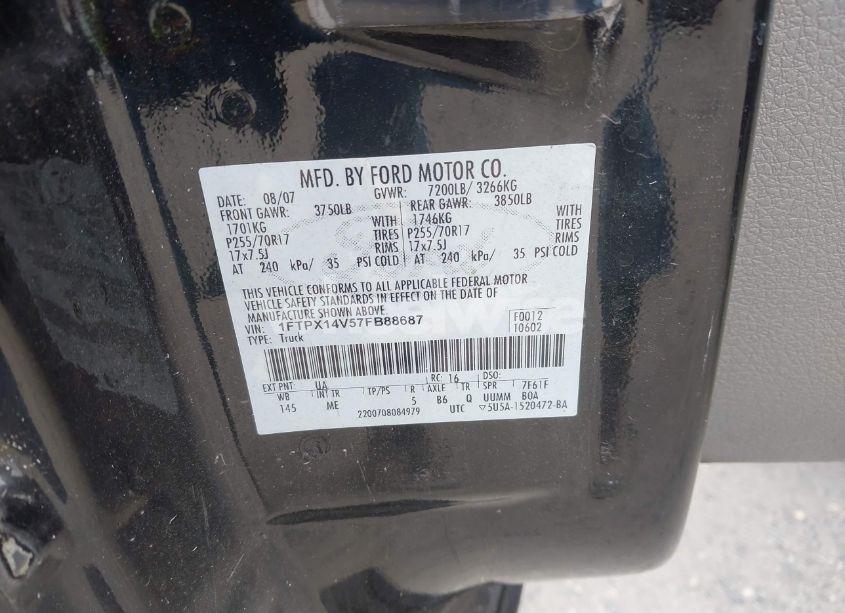 MFD. BY FORD MOTOR CO.
DATE: 08/07 GVWR: 7200LB/ 3266KG
FRONT GAWR: 3750LB REAR GAWR: 3850LB
1701KG WITH 1746KG WITH
P255/70R17 TIRES P255/70R17 TIRES
17x7.5J RIMS 17x7.5J RIMS
AT 240 kPa/ 35 PSI COLD AT 240 kPa/ 35 PSI COLD
THIS VEHICLE CONFORMS TO ALL APPLICABLE FEDERAL MOTOR
VEHICLE SAFETY STANDARDS IN EFFECT ON THE DATE OF
MANUFACTURE SHOWN ABOVE.
VIN: 1FTPX14V57FB88687 F0012
TYPE: Truck 10602
EXT PNT: UA RC: 16 DSO:
WB INT TR TP/PS R AXLE TR SPR 7F61F
145 ME 5 B6 Q UUMM BOA
2200708084979 UTC ▽5U5A-1520472-BA